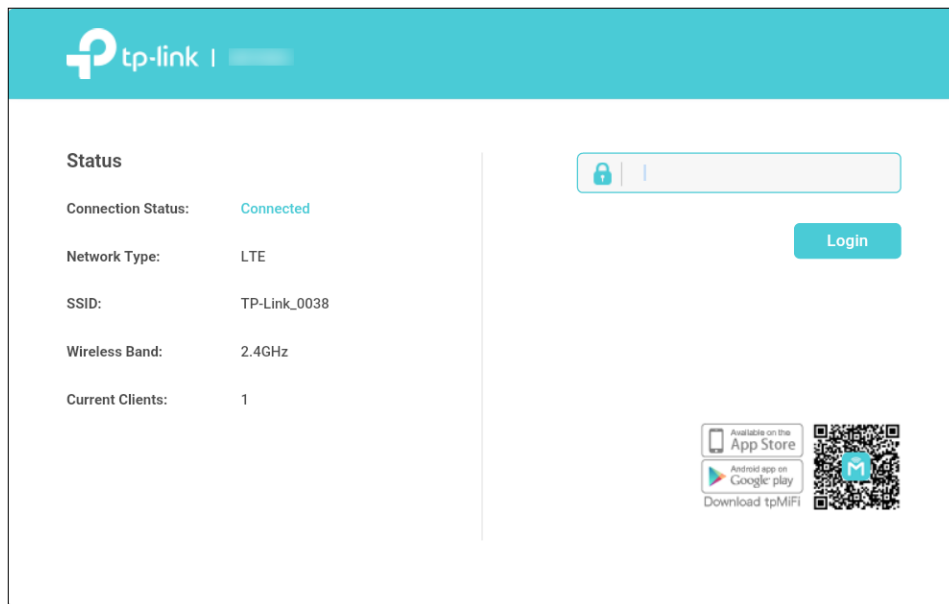 tp-link |
Status
Connection Status: Connected
Network Type: LTE
SSID: TP-Link_0038
Wireless Band: 2.4GHz
Current Clients: 1
Login
Available on the
App Store
Android app on
Google play
Download tpMiFi